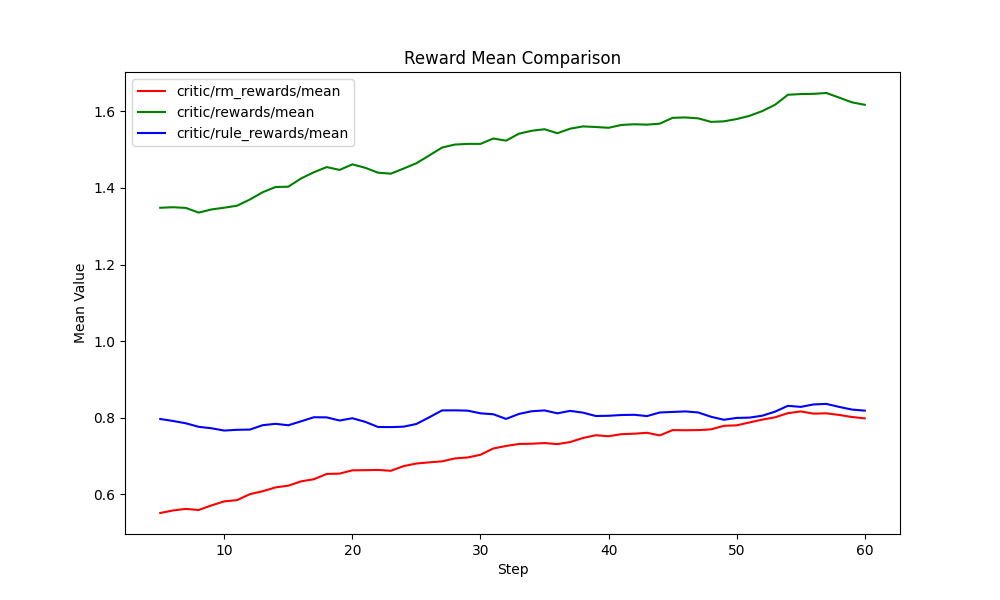 Reward Mean Comparison
critic/rm_rewards/mean
critic/rewards/mean
critic/rule_rewards/mean
Mean Value
1.6
1.4
1.2
1.0
0.8
0.6
10 20 30 40 50 60
Step